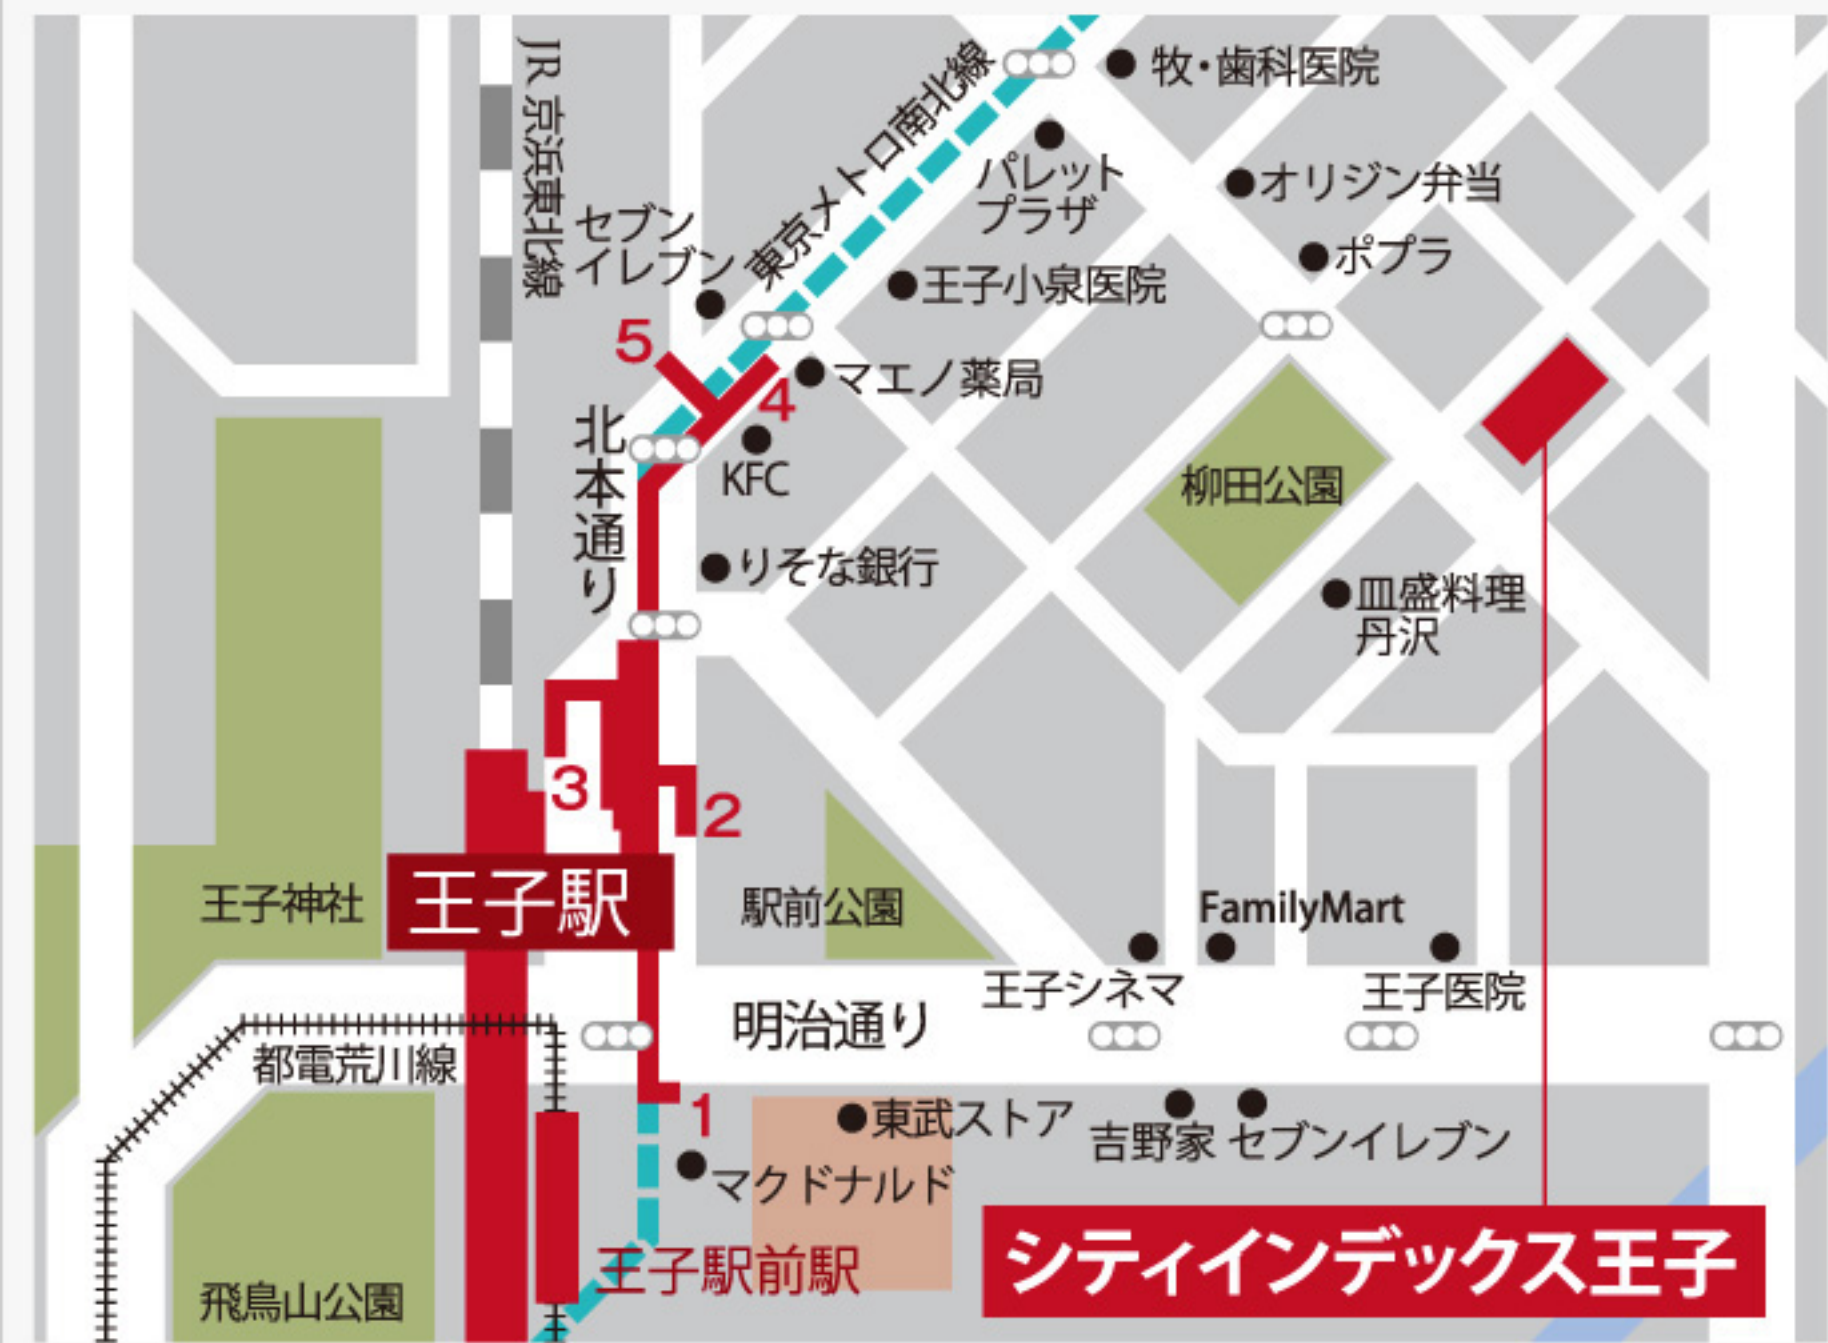 JR 京浜東北線
東京メトロ南北線
牧・歯科医院
パレット
プラザ
オリジン弁当
セブン
イレブン
ポプラ
王子小泉医院
5
マエノ薬局
4
北本通り
KFC
柳田公園
りそな銀行
皿盛料理
丹沢
3
2
王子神社
王子駅
駅前公園
FamilyMart
王子シネマ
王子医院
明治通り
都電荒川線
1
東武ストア
吉野家
セブンイレブン
マクドナルド
王子駅前駅
シティインデックス王子
飛鳥山公園